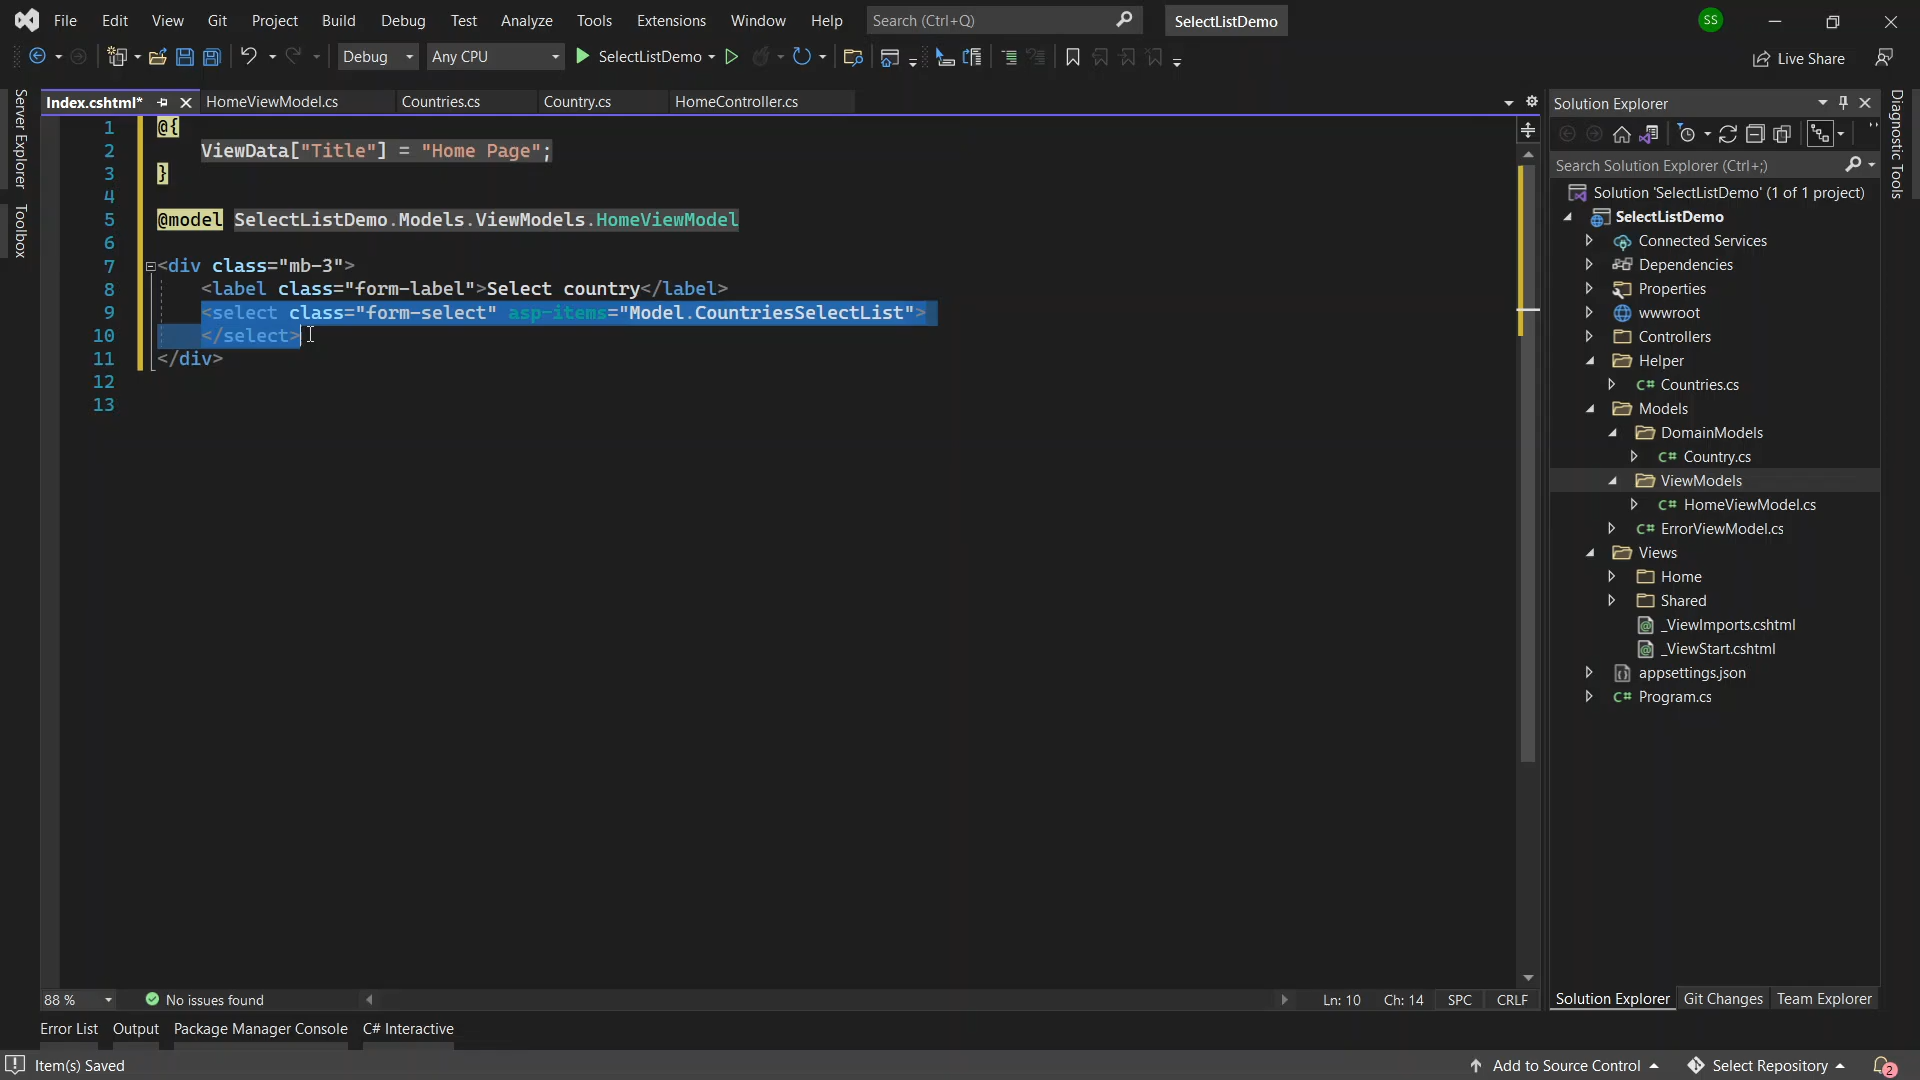 File Edit View Git Project Build Debug Test Analyze Tools Extensions Window Help Search (Ctrl+Q) SelectListDemo SS
Debug Any CPU SelectListDemo Live Share
Server Explorer
Toolbox
Index.cshtml* HomeViewModel.cs Countries.cs Country.cs HomeController.cs
1 @{
2 ViewData["Title"] = "Home Page";
3 }
4
5 @model SelectListDemo.Models.ViewModels.HomeViewModel
6
7 <div class="mb-3">
8 <label class="form-label">Select country</label>
9 <select class="form-select" asp-items="Model.CountriesSelectList">
10 </select>
11 </div>
12
13
88 % No issues found Ln: 10 Ch: 14 SPC CRLF
Solution Explorer
Search Solution Explorer (Ctrl+;)
Solution 'SelectListDemo' (1 of 1 project)
SelectListDemo
Connected Services
Dependencies
Properties
wwwroot
Controllers
Helper
C# Countries.cs
Models
DomainModels
C# Country.cs
ViewModels
C# HomeViewModel.cs
C# ErrorViewModel.cs
Views
Home
Shared
_ViewImports.cshtml
_ViewStart.cshtml
appsettings.json
C# Program.cs
Solution Explorer Git Changes Team Explorer
Diagnostic Tools
Error List Output Package Manager Console C# Interactive
Item(s) Saved Add to Source Control Select Repository 2